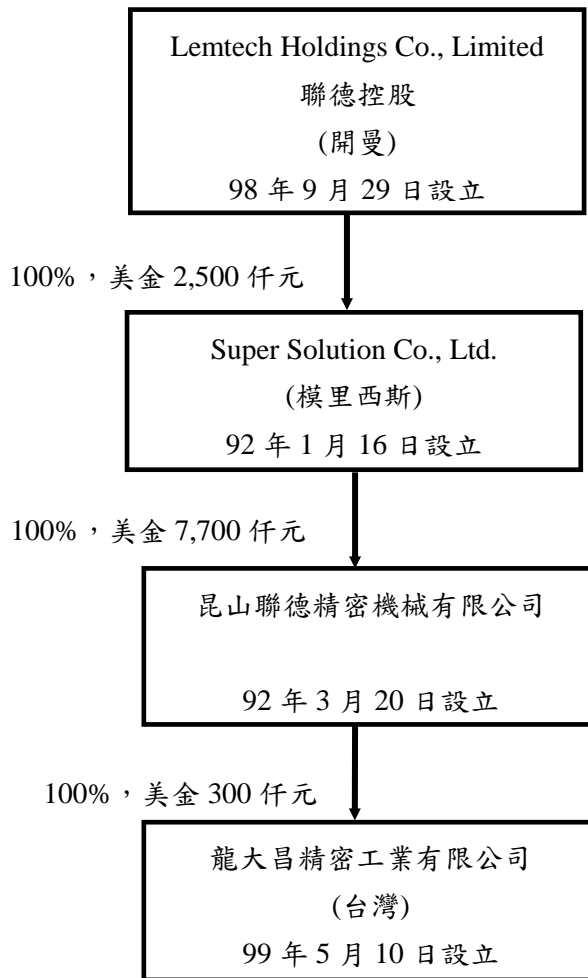 Lemtech Holdings Co., Limited
聯德控股
(開曼)
98 年 9 月 29 日設立
100%，美金 2,500 仟元
Super Solution Co., Ltd.
(模里西斯)
92 年 1 月 16 日設立
100%，美金 7,700 仟元
昆山聯德精密機械有限公司
92 年 3 月 20 日設立
100%，美金 300 仟元
龍大昌精密工業有限公司
(台灣)
99 年 5 月 10 日設立